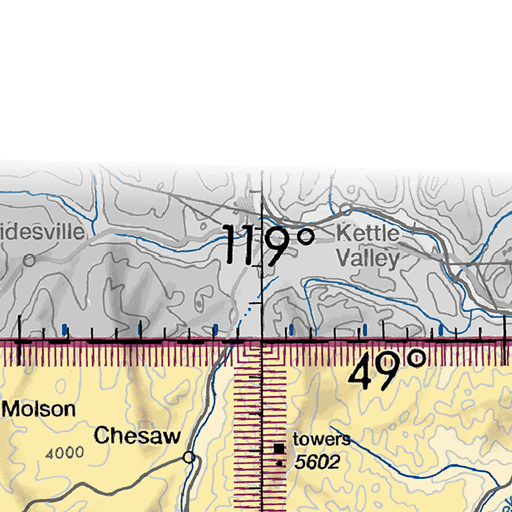 idesville
119°
Kettle
Valley
49°
Molson
Chesaw
4000
towers
5602